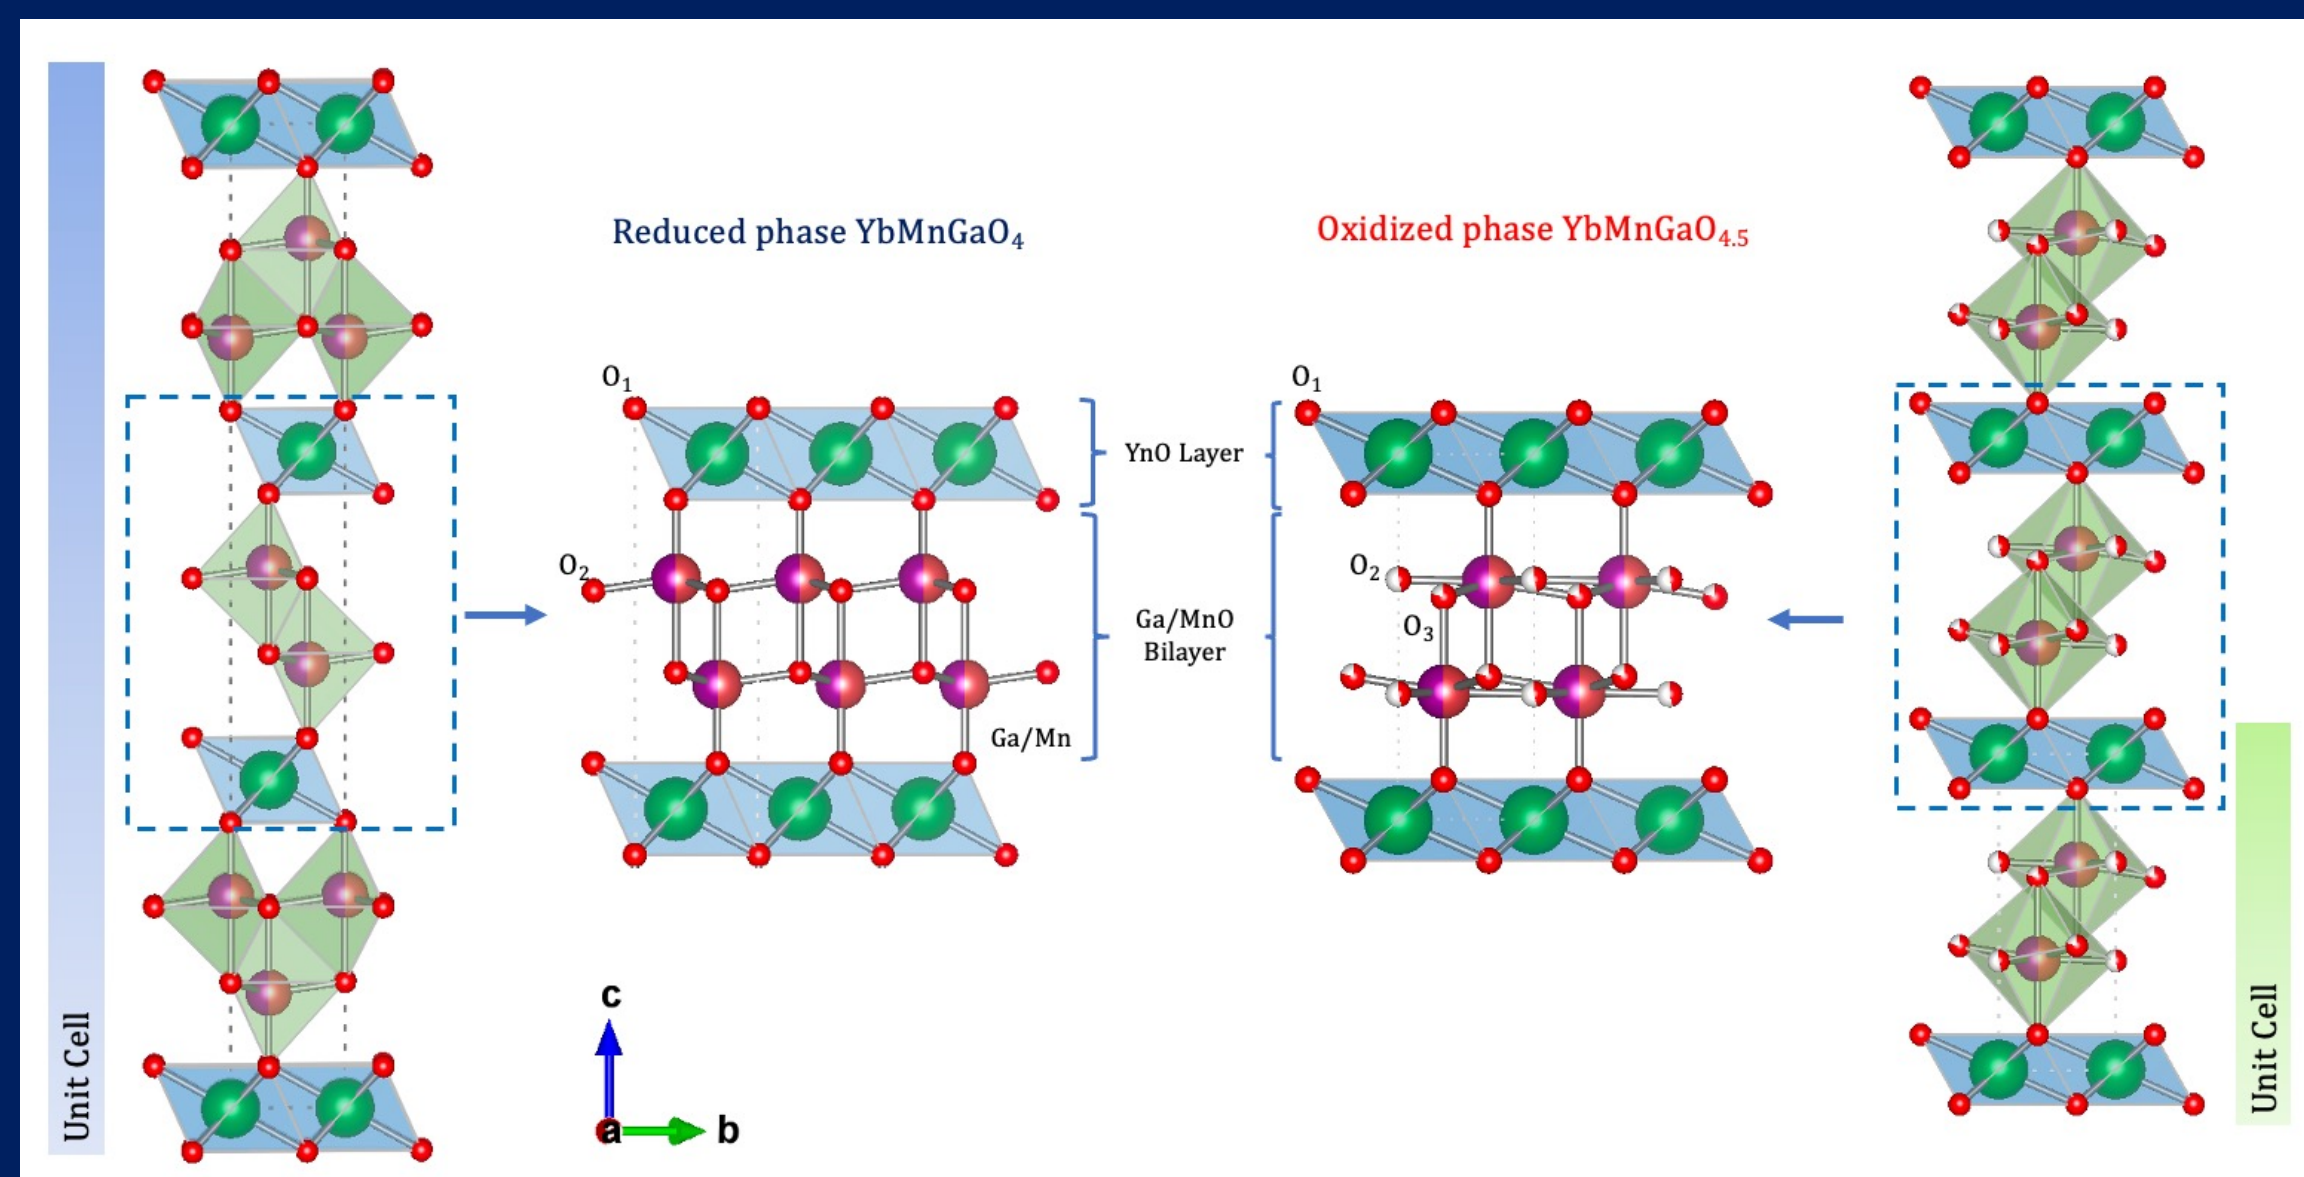 Reduced phase YbMnGaO₄
Oxidized phase YbMnGaO₄.₅
O₁
O₁
YnO Layer
O₂
O₂
Ga/MnO
Bilayer
O₃
Ga/Mn
Unit Cell
Unit Cell
c
a
b